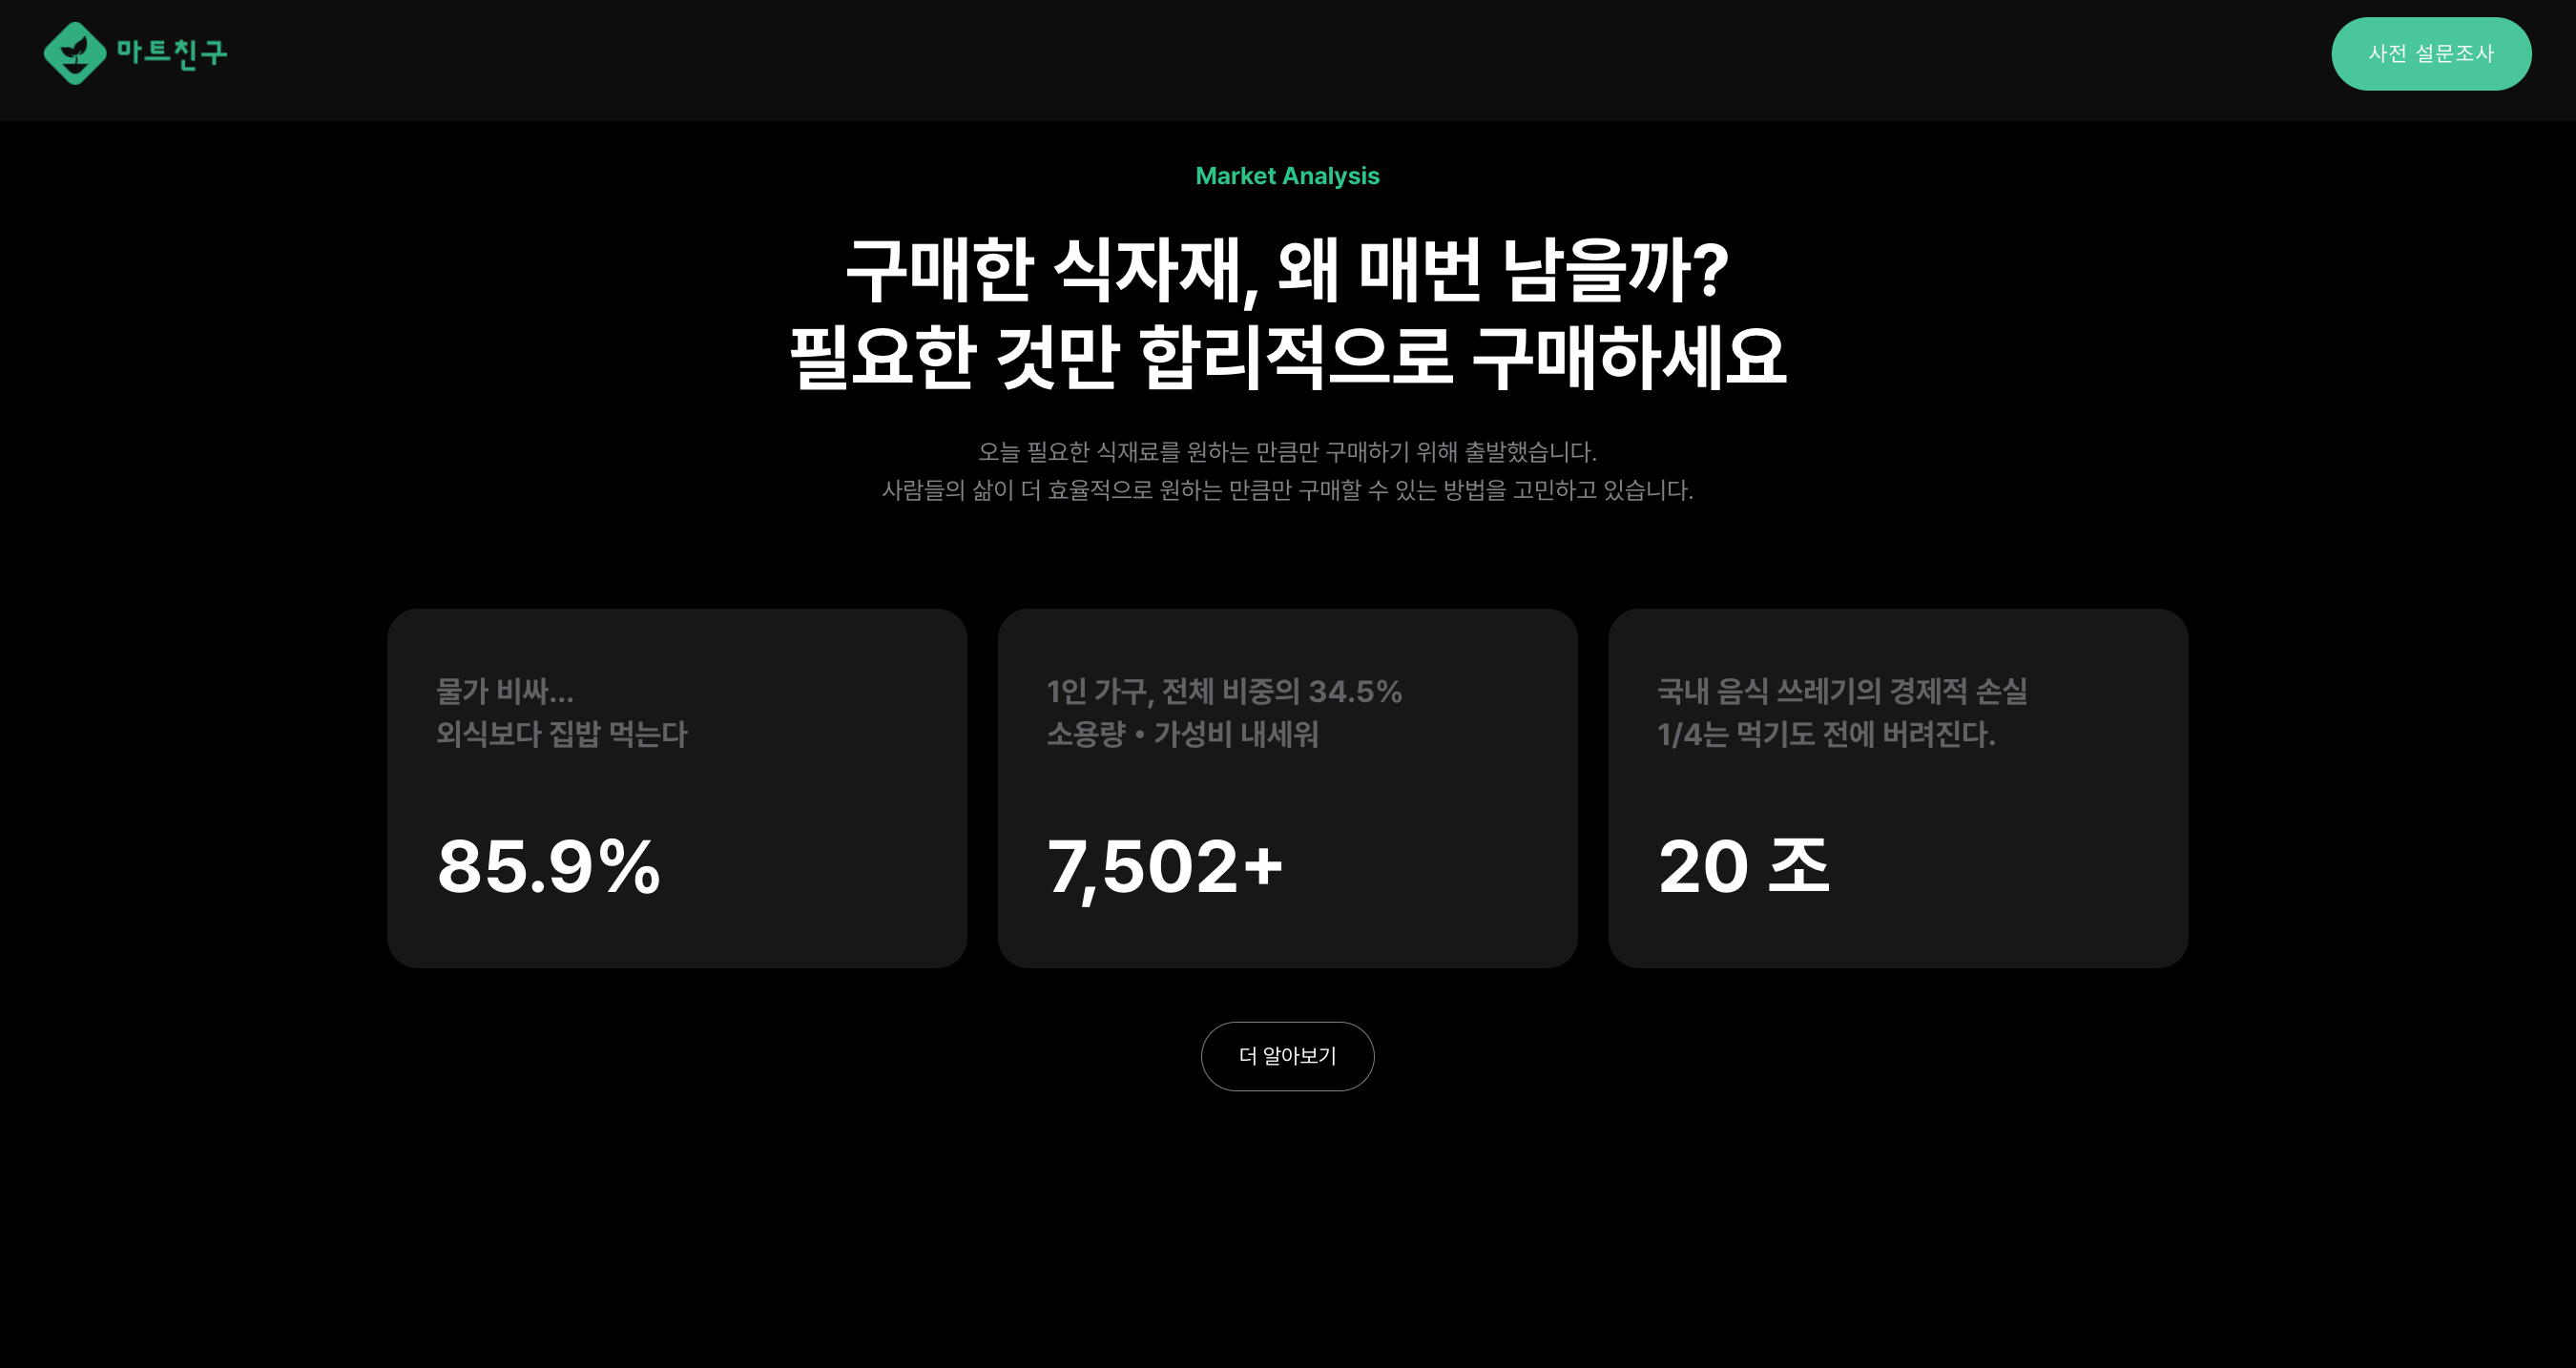 마트친구
사전 설문조사
Market Analysis
구매한 식자재, 왜 매번 남을까?
필요한 것만 합리적으로 구매하세요
오늘 필요한 식재료를 원하는 만큼만 구매하기 위해 출발했습니다.
사람들의 삶이 더 효율적으로 원하는 만큼만 구매할 수 있는 방법을 고민하고 있습니다.
물가 비싸...
외식보다 집밥 먹는다
85.9%
1인 가구, 전체 비중의 34.5%
소용량 • 가성비 내세워
7,502+
국내 음식 쓰레기의 경제적 손실
1/4는 먹기도 전에 버려진다.
20 조
더 알아보기